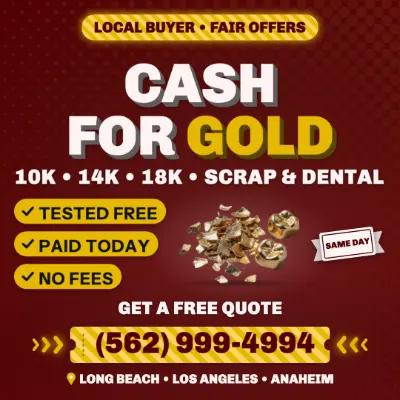 LOCAL BUYER • FAIR OFFERS
CASH
FOR GOLD
10K • 14K • 18K • SCRAP & DENTAL
✓ TESTED FREE
✓ PAID TODAY
✓ NO FEES
SAME DAY
GET A FREE QUOTE
(562) 999-4994
LONG BEACH • LOS ANGELES • ANAHEIM